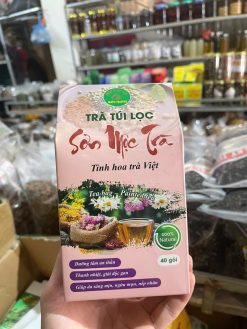 TRÀ TÚI LỌC
Sơn Mộc Trà
Tinh hoa trà Việt
100%
Natural
Dưỡng tâm an thần
Thanh nhiệt, giải độc gan
Giúp da sáng mịn, ngừa mụn, nếp nhăn
40 gói